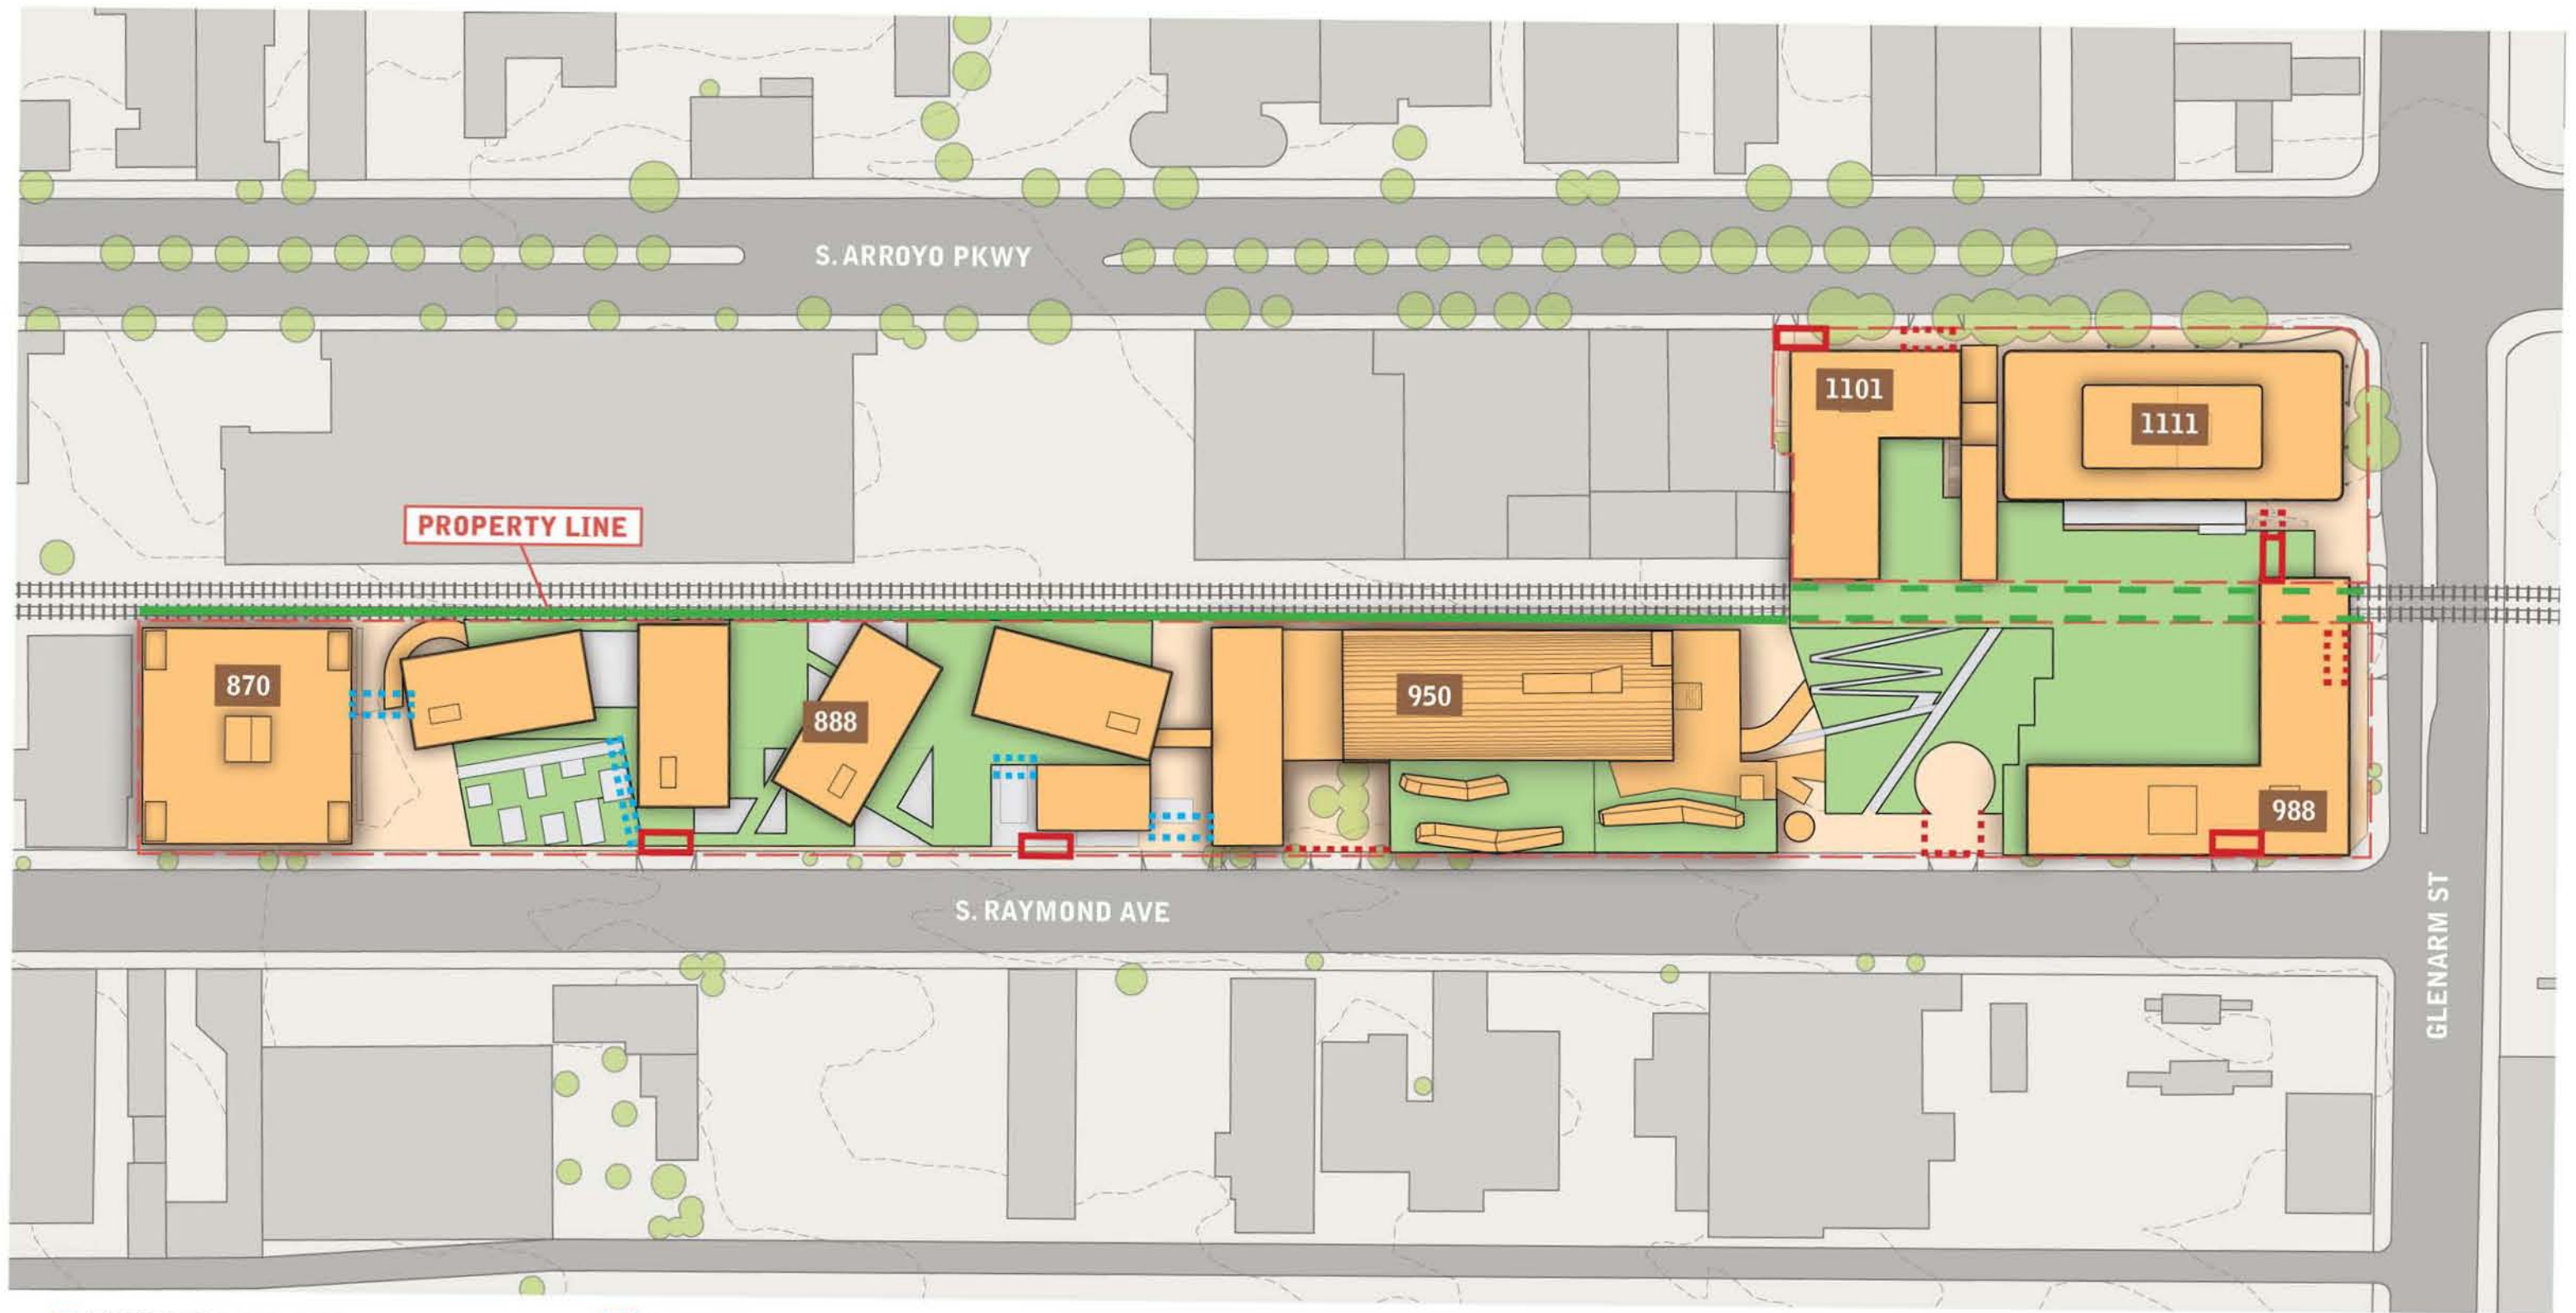 S. ARROYO PKWY
1101
1111
PROPERTY LINE
870
888
950
988
S. RAYMOND AVE
GLENARM ST